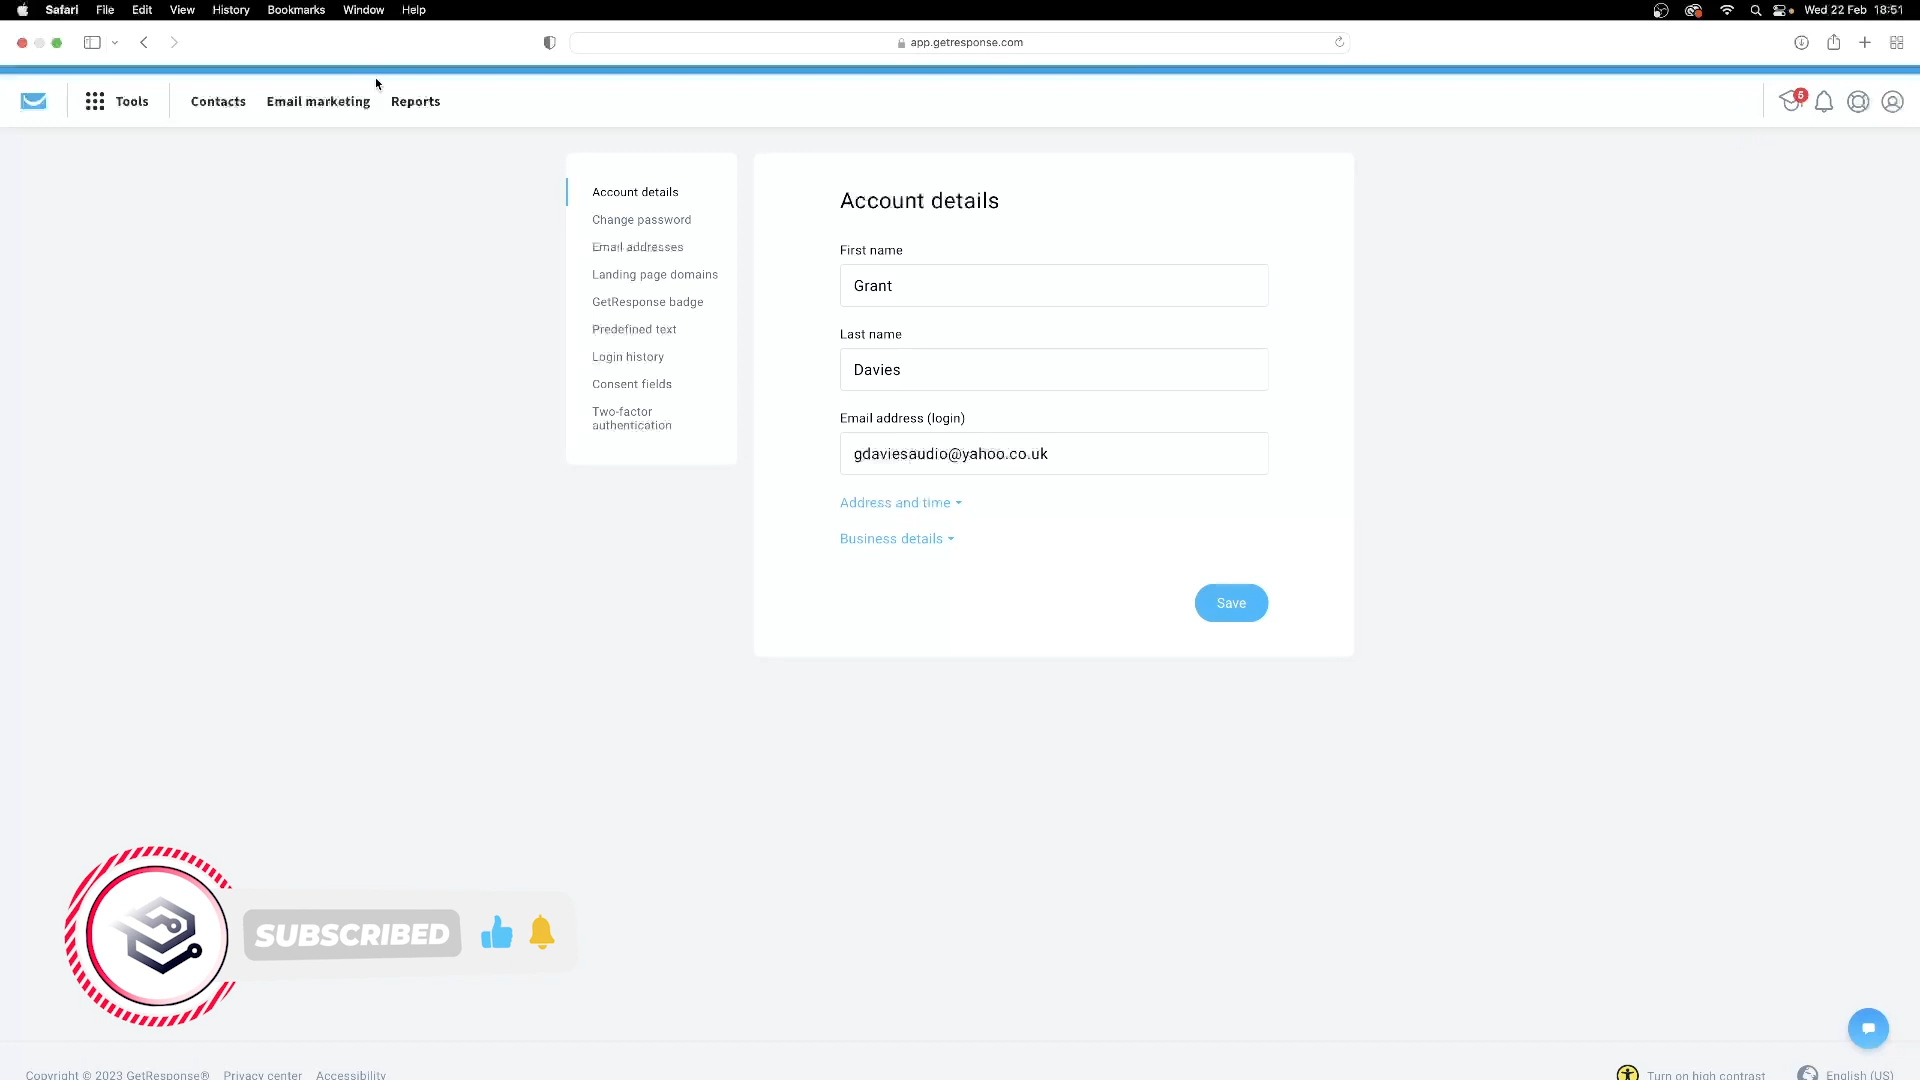 Safari File Edit View History Bookmarks Window Help Wed 22 Feb 18:51
app.getresponse.com
Tools Contacts Email marketing Reports 5
Account details
Change password
Email addresses
Landing page domains
GetResponse badge
Predefined text
Login history
Consent fields
Two-factor
authentication
Account details
First name
Grant
Last name
Davies
Email address (login)
gdaviesaudio@yahoo.co.uk
Address and time
Business details
Save
SUBSCRIBED
Copyright © 2023 GetResponse® Privacy center Accessibility Turn on high contrast English (US)